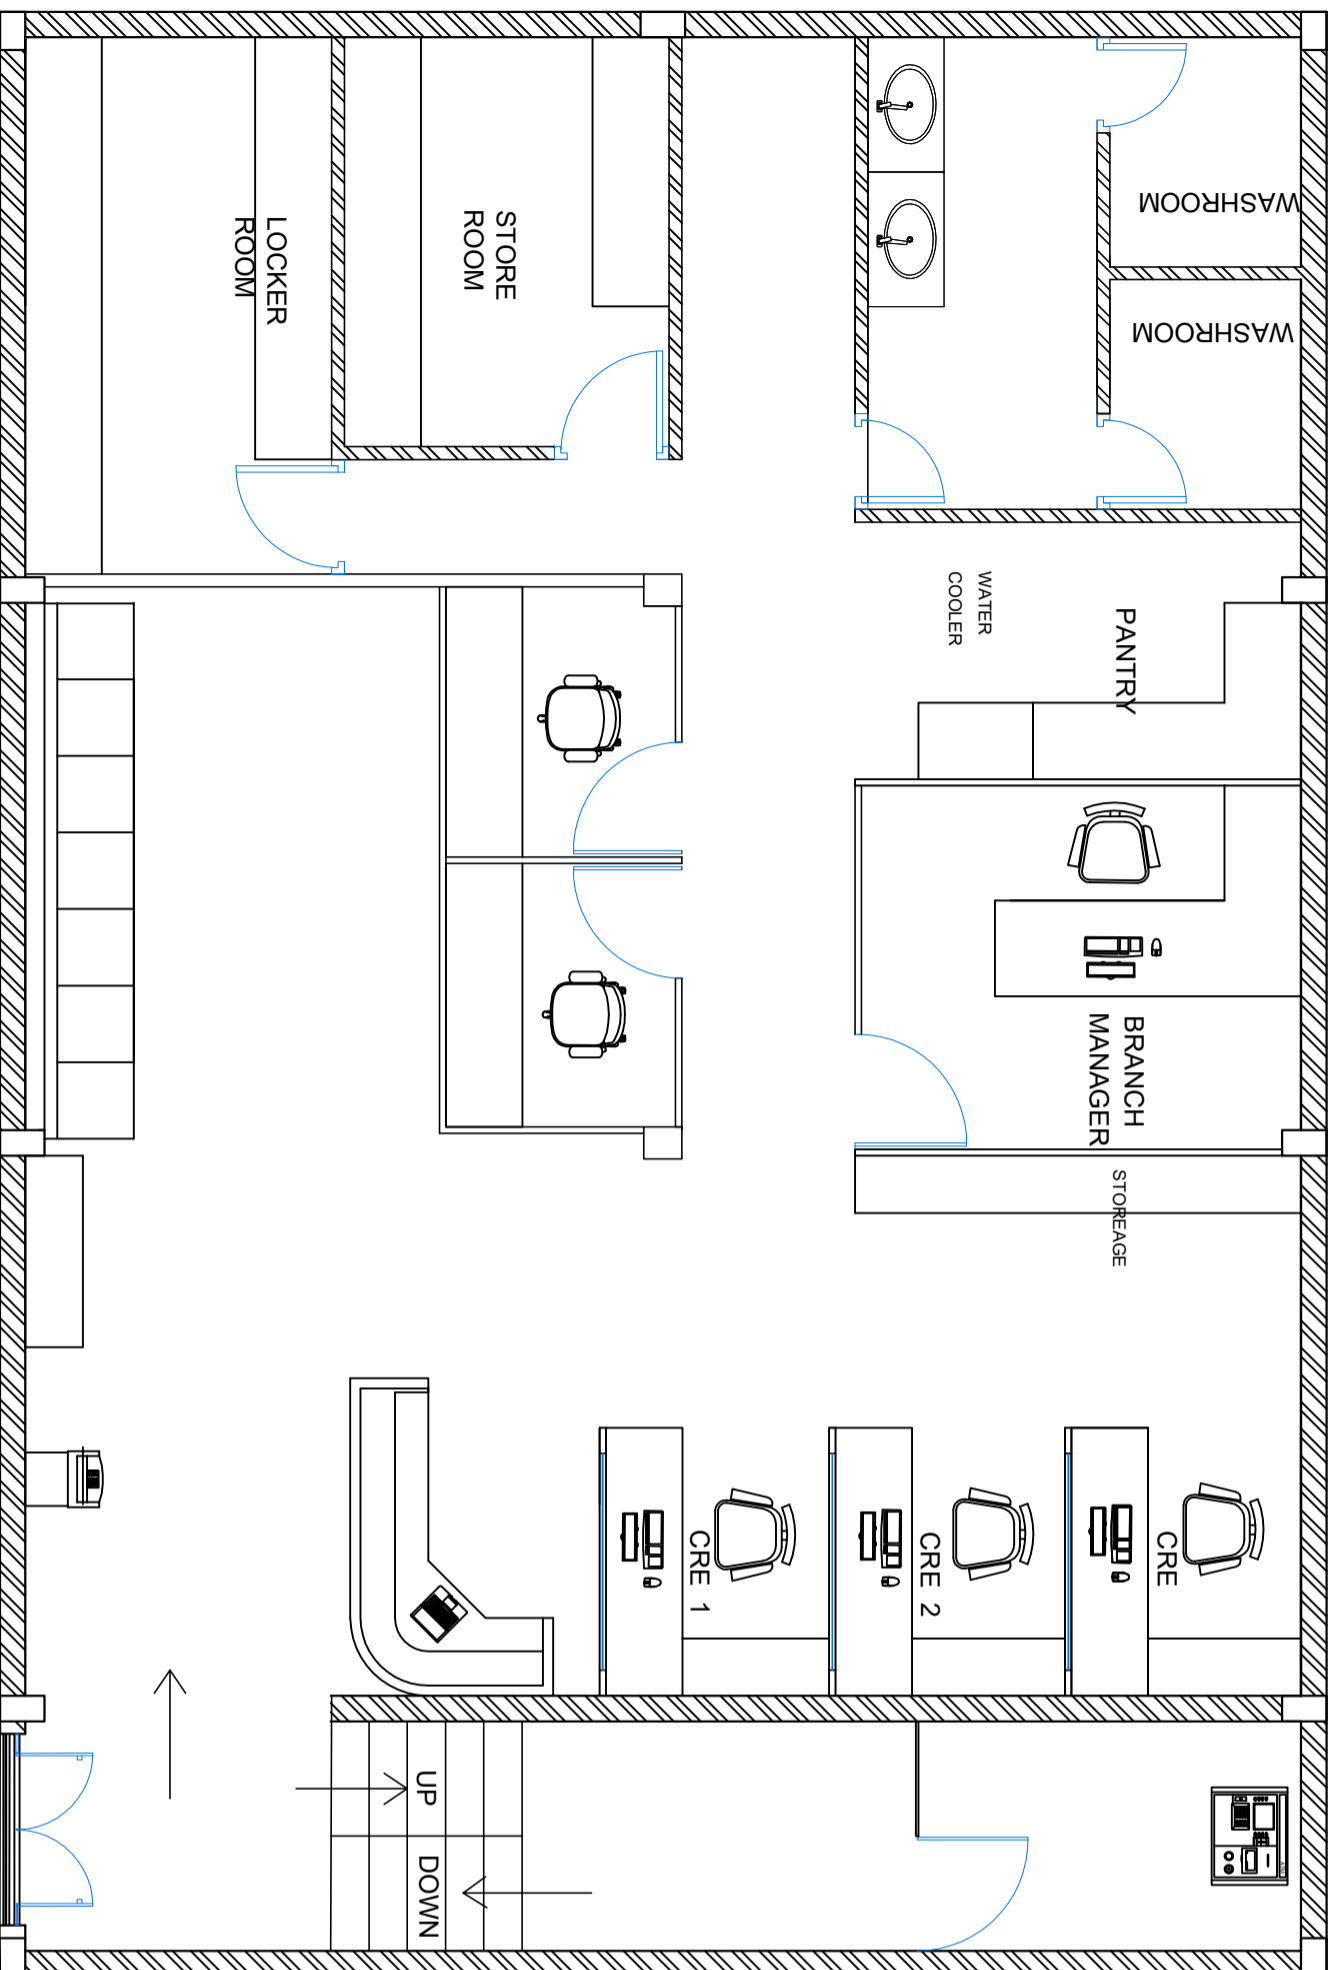 WASHROOM
WASHROOM
STORE
ROOM
LOCKER
ROOM
WATER
COOLER
PANTRY
BRANCH
MANAGER
STOREAGE
CRE 1
CRE 2
CRE
UP
DOWN